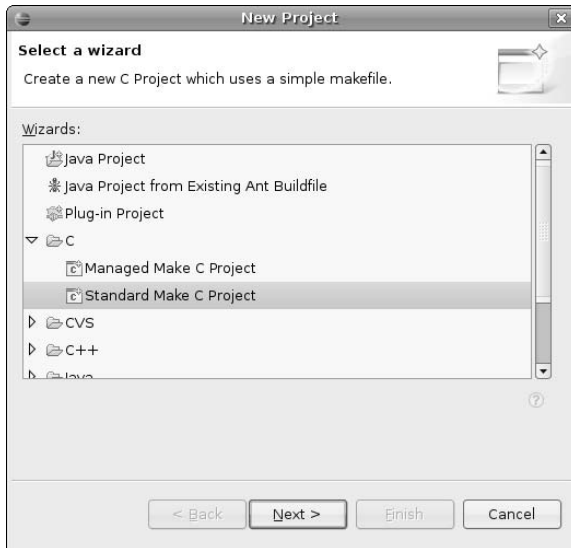 New Project
Select a wizard
Create a new C Project which uses a simple makefile.
Wizards:
Java Project
Java Project from Existing Ant Buildfile
Plug-in Project
C
Managed Make C Project
Standard Make C Project
CVS
C++
Java
< Back Next > Finish Cancel